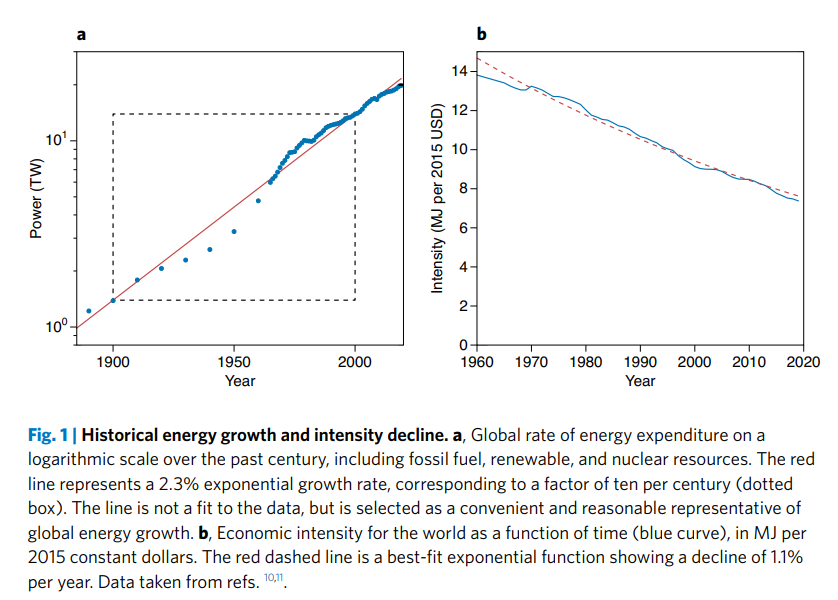 a
b
10¹
10⁰
Power (TW)
1900
1950
2000
Year
14
12
10
8
6
4
2
0
Intensity (MJ per 2015 USD)
1960
1970
1980
1990
2000
2010
2020
Year
Fig. 1 | Historical energy growth and intensity decline. a, Global rate of energy expenditure on a
logarithmic scale over the past century, including fossil fuel, renewable, and nuclear resources. The red
line represents a 2.3% exponential growth rate, corresponding to a factor of ten per century (dotted
box). The line is not a fit to the data, but is selected as a convenient and reasonable representative of
global energy growth. b, Economic intensity for the world as a function of time (blue curve), in MJ per
2015 constant dollars. The red dashed line is a best-fit exponential function showing a decline of 1.1%
per year. Data taken from refs. ¹⁰,¹¹.